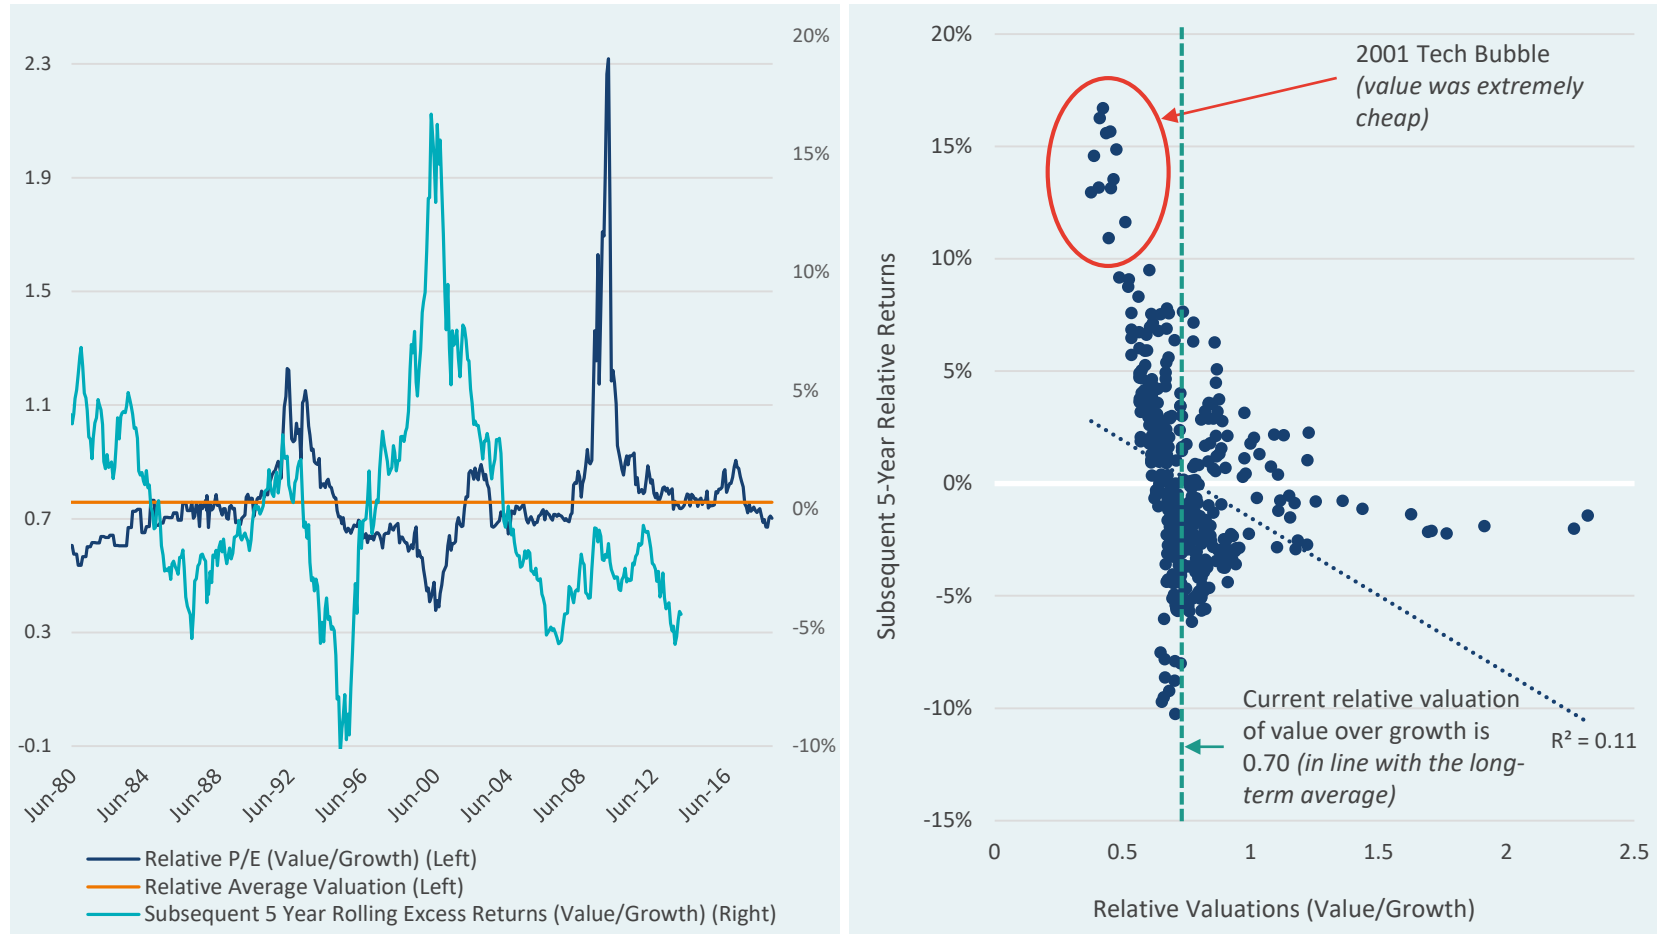 20%
2.3
15%
1.9
10%
1.5
5%
1.1
0%
0.7
-5%
0.3
-10%
-0.1
Jun-80
Jun-84
Jun-88
Jun-92
Jun-96
Jun-00
Jun-04
Jun-08
Jun-12
Jun-16
Relative P/E (Value/Growth) (Left)
Relative Average Valuation (Left)
Subsequent 5 Year Rolling Excess Returns (Value/Growth) (Right)
Subsequent 5-Year Relative Returns
20%
15%
10%
5%
0%
-5%
-10%
-15%
2001 Tech Bubble
(value was extremely
cheap)
Current relative valuation
of value over growth is
0.70 (in line with the long-
term average)
R² = 0.11
0
0.5
1
1.5
2
2.5
Relative Valuations (Value/Growth)